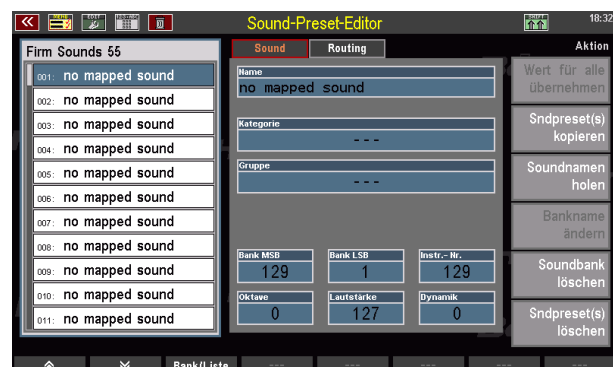 MENU
EDIT
SHIFT
Sound-Preset-Editor
18:32
Firm Sounds 55
Sound
Routing
Aktion
001: no mapped sound
002: no mapped sound
003: no mapped sound
004: no mapped sound
005: no mapped sound
006: no mapped sound
007: no mapped sound
008: no mapped sound
009: no mapped sound
010: no mapped sound
011: no mapped sound
Name
no mapped sound
Kategorie
---
Gruppe
---
Bank MSB
129
Bank LSB
1
Instr.- Nr.
129
Oktave
0
Lautstärke
127
Dynamik
0
Wert für alle
übernehmen
Sndpreset(s)
kopieren
Soundnamen
holen
Bankname
ändern
Soundbank
löschen
Sndpreset(s)
löschen
Bank/Liste
---
---
---
---
---